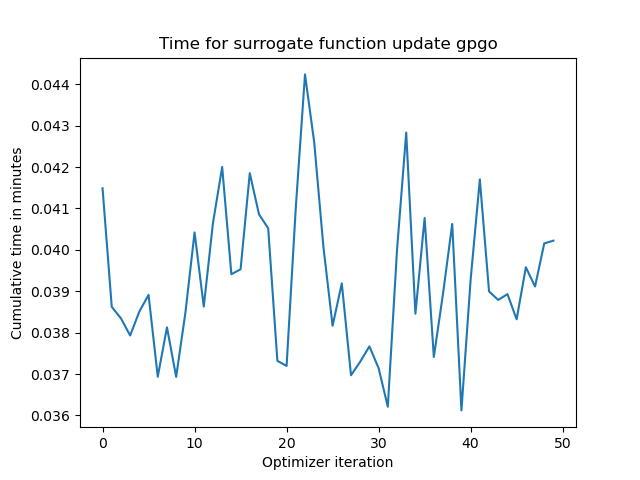 Time for surrogate function update gpgo
Cumulative time in minutes
0.044
0.043
0.042
0.041
0.040
0.039
0.038
0.037
0.036
0 10 20 30 40 50
Optimizer iteration